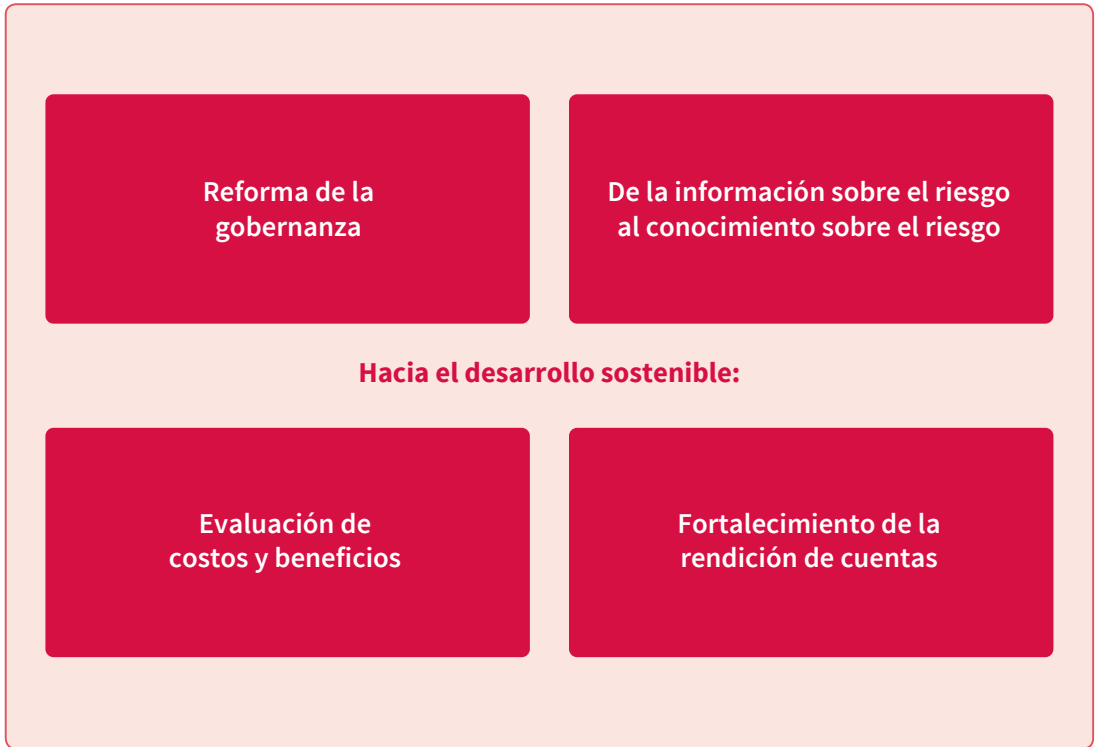 Reforma de la
gobernanza
De la información sobre el riesgo
al conocimiento sobre el riesgo
Hacia el desarrollo sostenible:
Evaluación de
costos y beneficios
Fortalecimiento de la
rendición de cuentas